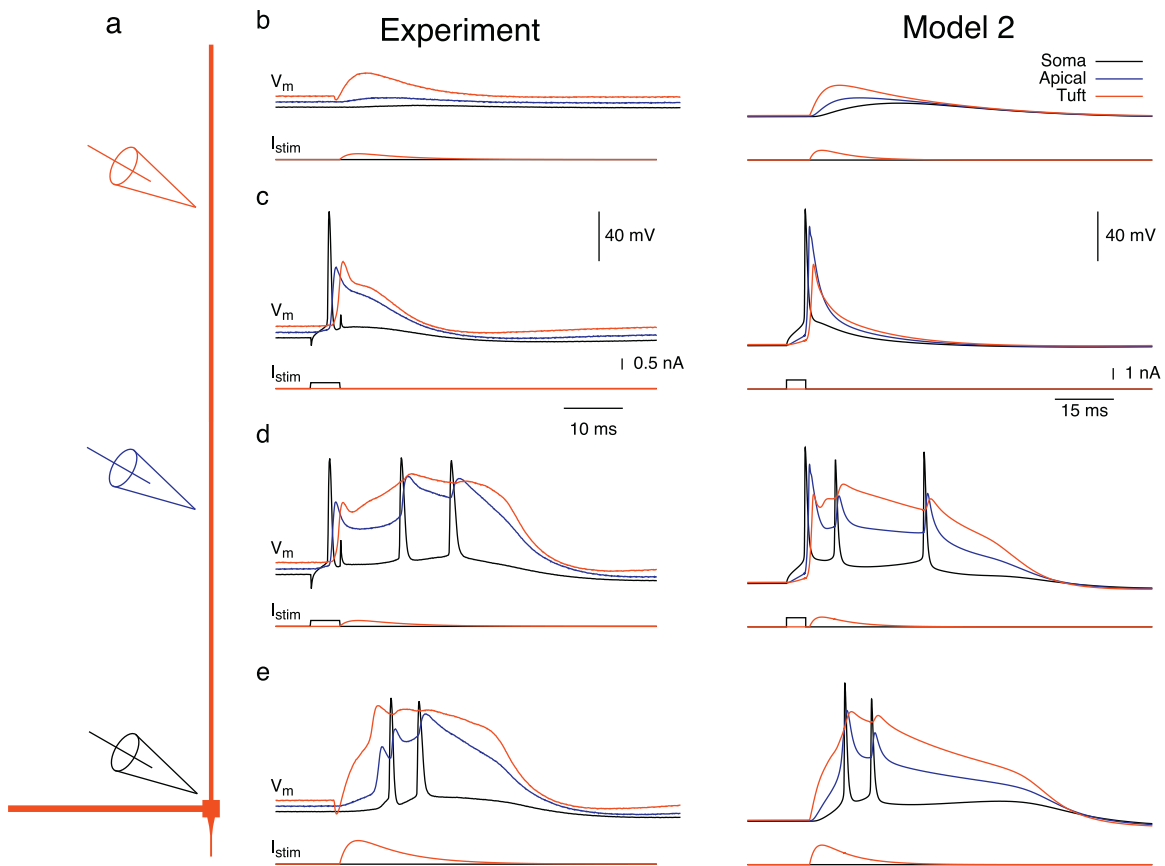 a
b
Experiment
Model 2
Soma
Apical
Tuft
Vm
Istim
c
40 mV
40 mV
Vm
0.5 nA
1 nA
Istim
10 ms
15 ms
d
Vm
Istim
e
Vm
Istim